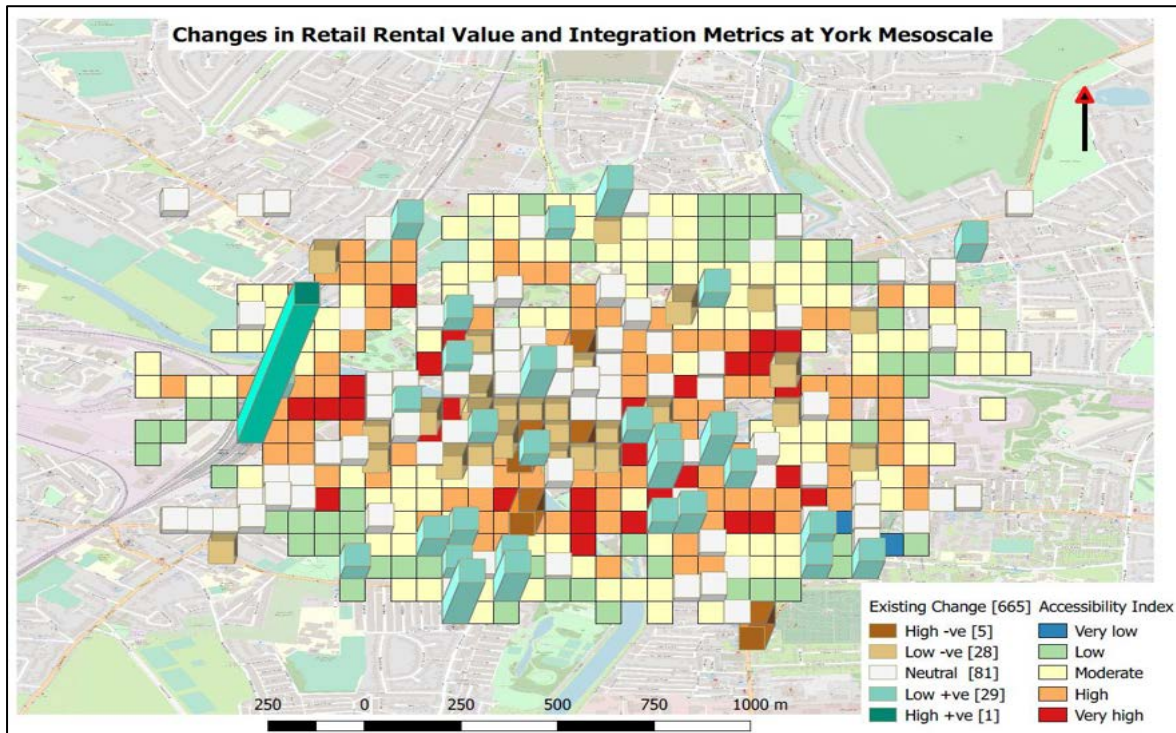 Changes in Retail Rental Value and Integration Metrics at York Mesoscale
Existing Change [665]
High -ve [5]
Low -ve [28]
Neutral [81]
Low +ve [29]
High +ve [1]
Accessibility Index
Very low
Low
Moderate
High
Very high
250 0 250 500 750 1000 m